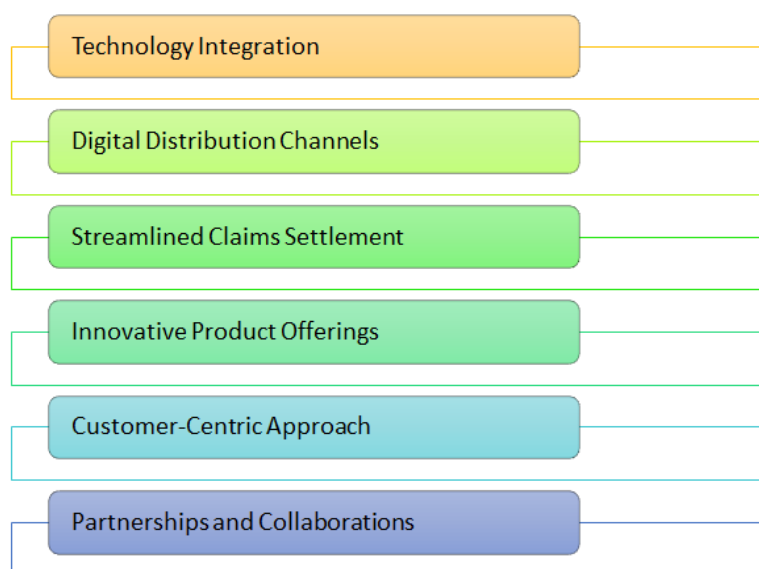 Technology Integration
Digital Distribution Channels
Streamlined Claims Settlement
Innovative Product Offerings
Customer-Centric Approach
Partnerships and Collaborations